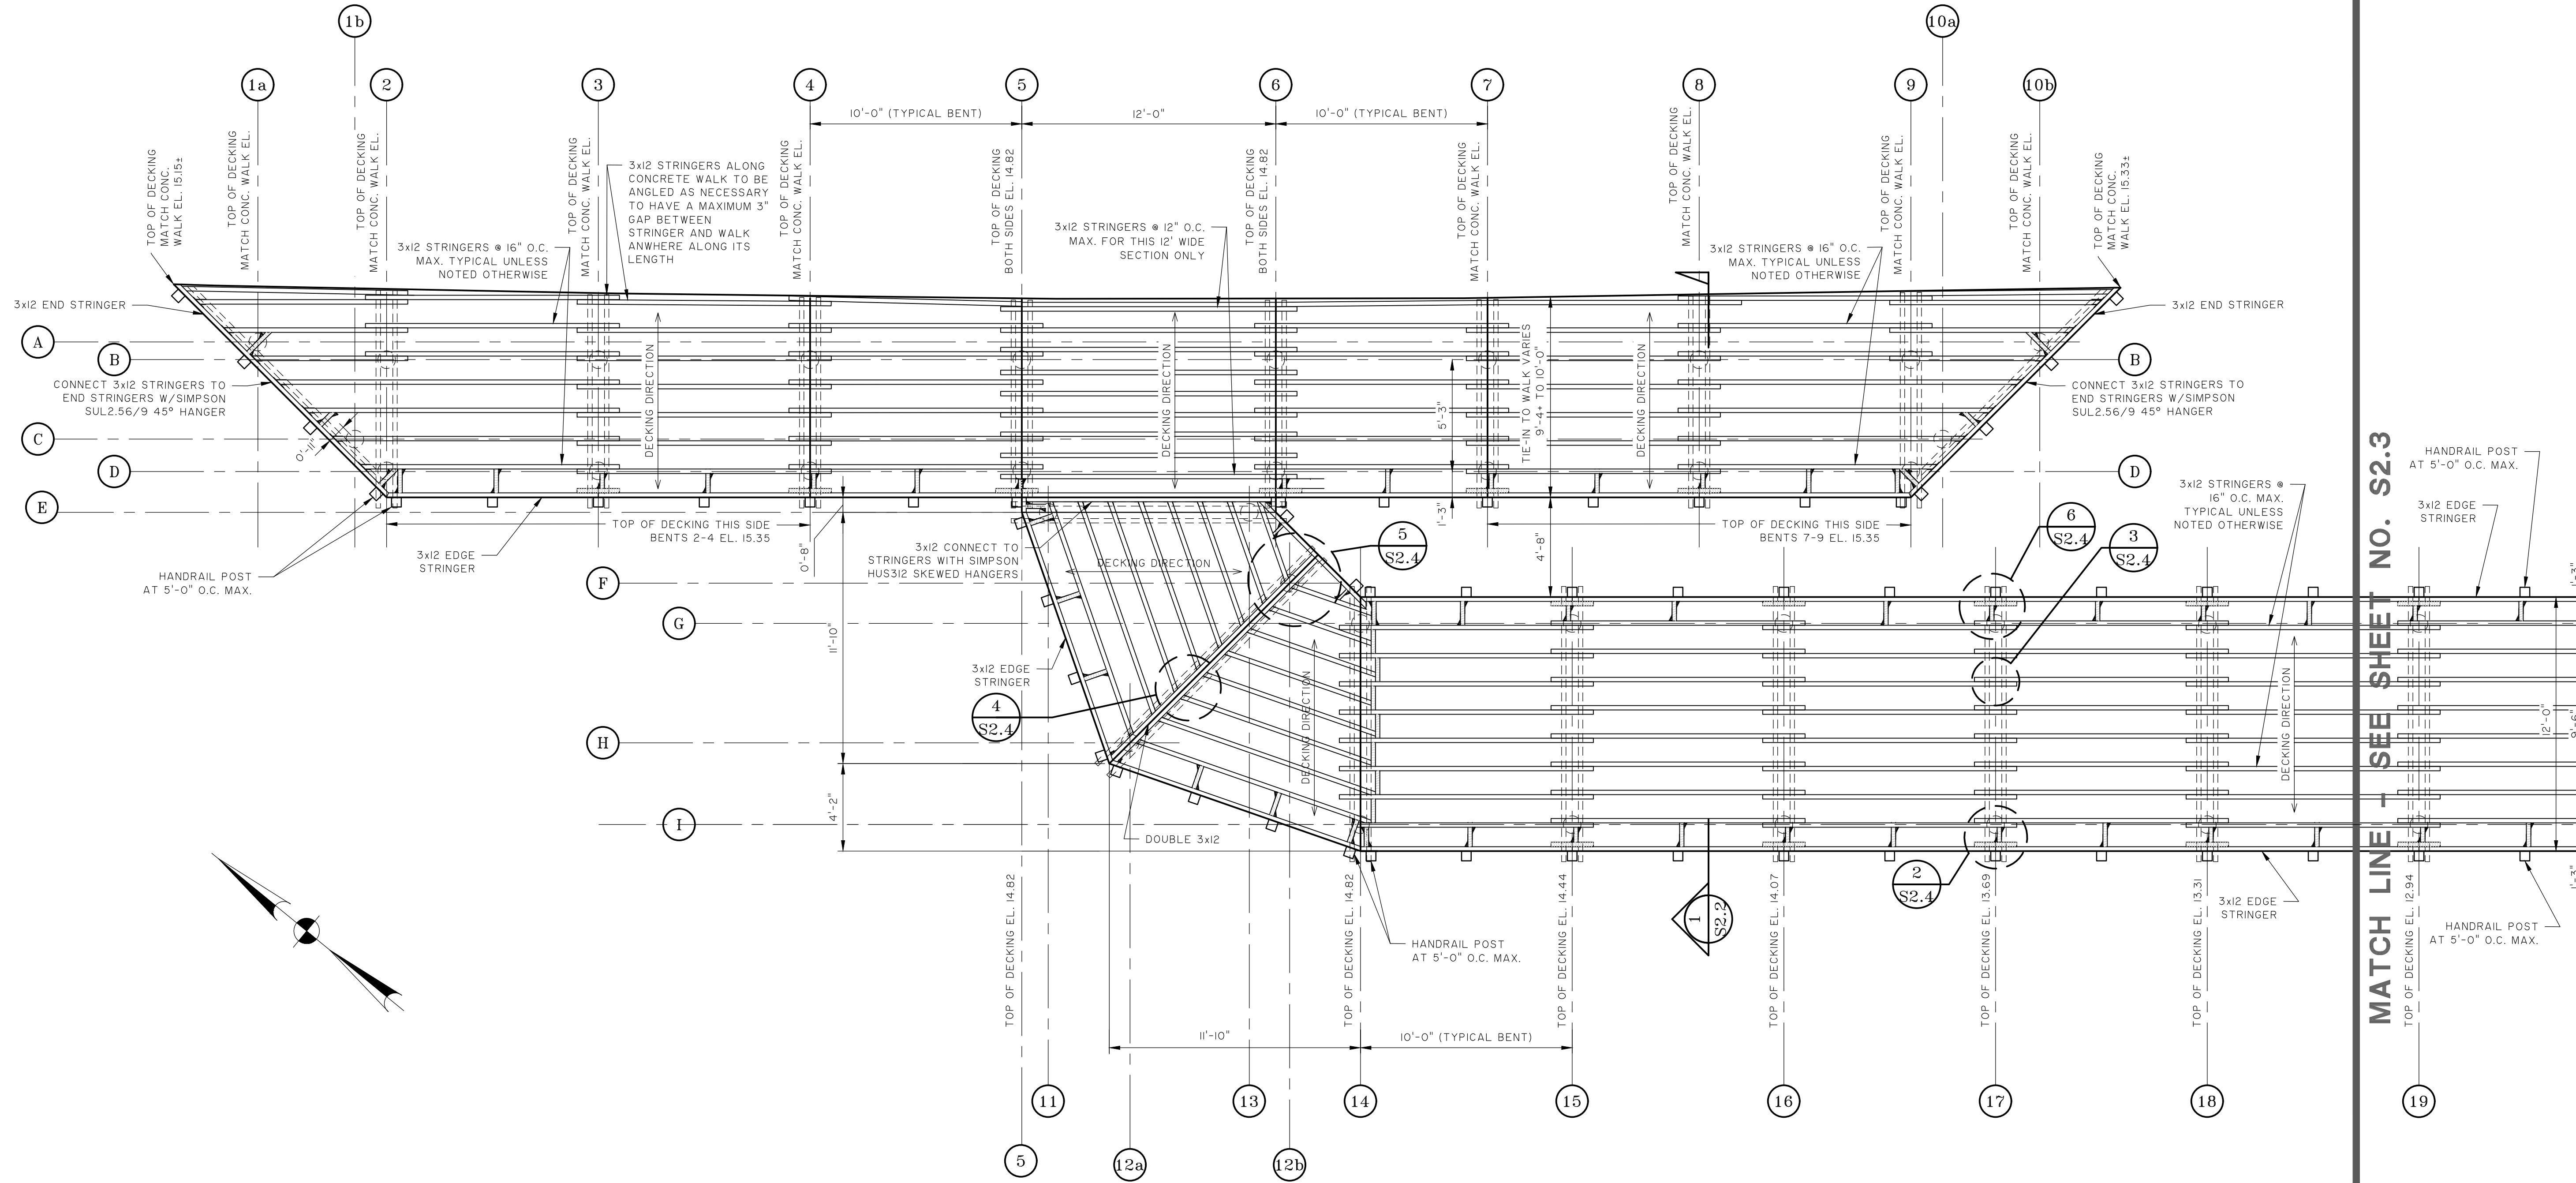 1b
10a
1a
2
3
4
5
6
7
8
9
10b
10'-0" (TYPICAL BENT)
12'-0"
10'-0" (TYPICAL BENT)
TOP OF DECKING
MATCH CONC.
WALK EL. 15.15±
TOP OF DECKING
MATCH CONC. WALK EL.
TOP OF DECKING
MATCH CONC. WALK EL.
TOP OF DECKING
MATCH CONC. WALK EL.
TOP OF DECKING
MATCH CONC. WALK EL.
TOP OF DECKING
BOTH SIDES EL. 14.82
TOP OF DECKING
BOTH SIDES EL. 14.82
TOP OF DECKING
MATCH CONC. WALK EL.
TOP OF DECKING
MATCH CONC. WALK EL.
TOP OF DECKING
MATCH CONC. WALK EL.
TOP OF DECKING
MATCH CONC. WALK EL.
TOP OF DECKING
MATCH CONC.
WALK EL. 15.33±
3x12 STRINGERS ALONG
CONCRETE WALK TO BE
ANGLED AS NECESSARY
TO HAVE A MAXIMUM 3"
GAP BETWEEN
STRINGER AND WALK
ANWHERE ALONG ITS
LENGTH
3x12 STRINGERS @ 16" O.C.
MAX. TYPICAL UNLESS
NOTED OTHERWISE
3x12 STRINGERS @ 12" O.C.
MAX. FOR THIS 12' WIDE
SECTION ONLY
3x12 STRINGERS @ 16" O.C.
MAX. TYPICAL UNLESS
NOTED OTHERWISE
3x12 END STRINGER
3x12 END STRINGER
A
B
C
D
E
B
D
CONNECT 3x12 STRINGERS TO
END STRINGERS W/SIMPSON
SUL2.56/9 45° HANGER
CONNECT 3x12 STRINGERS TO
END STRINGERS W/SIMPSON
SUL2.56/9 45° HANGER
0'-11"
DECKING DIRECTION
DECKING DIRECTION
DECKING DIRECTION
5'-3"
1'-3"
TIE-IN TO WALK VARIES
9'-4± TO 10'-0"
4'-8"
TOP OF DECKING THIS SIDE
BENTS 2-4 EL. 15.35
TOP OF DECKING THIS SIDE
BENTS 7-9 EL. 15.35
3x12 EDGE
STRINGER
HANDRAIL POST
AT 5'-0" O.C. MAX.
0'-8"
3x12 CONNECT TO
STRINGERS WITH SIMPSON
HUS312 SKEWED HANGERS
DECKING DIRECTION
5
S2.4
6
S2.4
3
S2.4
3x12 STRINGERS @
16" O.C. MAX.
TYPICAL UNLESS
NOTED OTHERWISE
3x12 EDGE
STRINGER
HANDRAIL POST
AT 5'-0" O.C. MAX.
F
G
H
I
11'-10"
4'-2"
3x12 EDGE
STRINGER
4
S2.4
DECKING DIRECTION
DECKING DIRECTION
12'-0"
9'-6"
1'-3"
1'-3"
DOUBLE 3x12
2
S2.4
3x12 EDGE
STRINGER
HANDRAIL POST
AT 5'-0" O.C. MAX.
HANDRAIL POST
AT 5'-0" O.C. MAX.
1
S2.2
TOP OF DECKING EL. 14.82
TOP OF DECKING EL. 14.82
TOP OF DECKING EL. 14.44
TOP OF DECKING EL. 14.07
TOP OF DECKING EL. 13.69
TOP OF DECKING EL. 13.31
TOP OF DECKING EL. 12.94
MATCH LINE - SEE SHEET NO. S2.3
11'-10"
10'-0" (TYPICAL BENT)
11
13
14
15
16
17
18
19
5
12a
12b